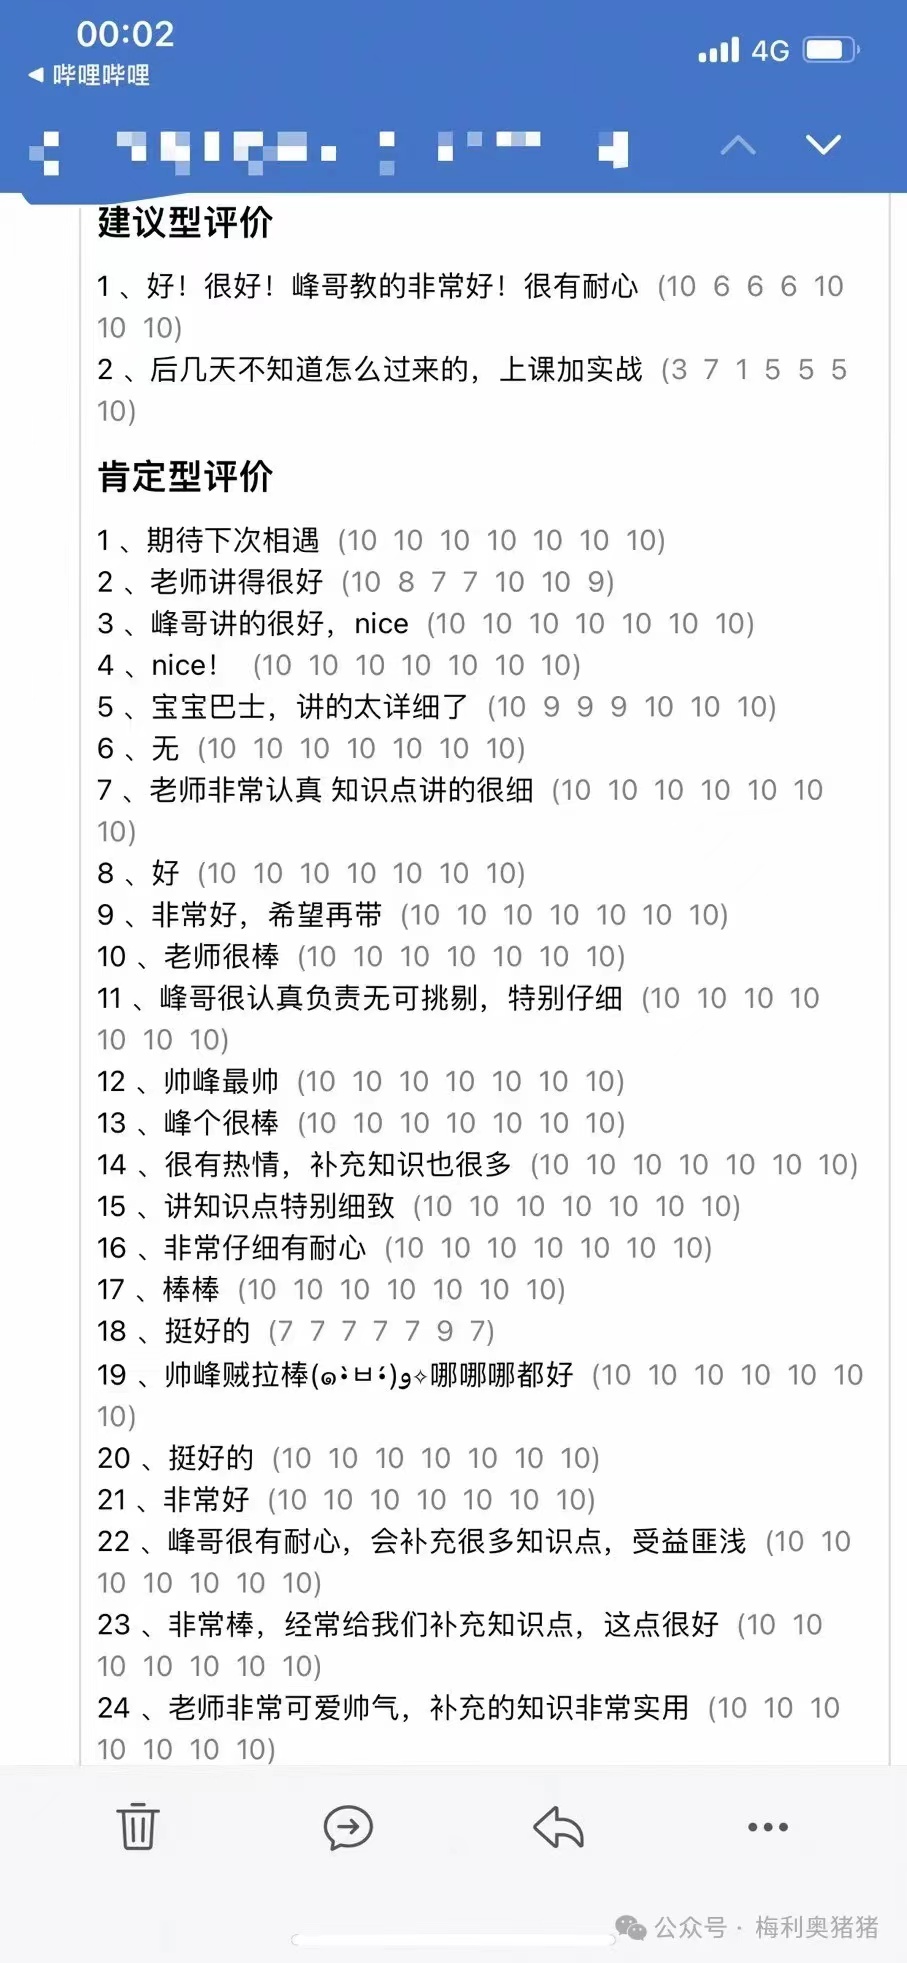 00:02
4G
◀ 哔哩哔哩
建议型评价
1 、好！很好！峰哥教的非常好！很有耐心 (10 6 6 6 10
10 10)
2 、后几天不知道怎么过来的，上课加实战 (3 7 1 5 5 5
10)
肯定型评价
1 、期待下次相遇 (10 10 10 10 10 10 10)
2 、老师讲得很好 (10 8 7 7 10 10 9)
3 、峰哥讲的很好，nice (10 10 10 10 10 10 10)
4 、nice！ (10 10 10 10 10 10 10)
5 、宝宝巴士，讲的太详细了 (10 9 9 9 10 10 10)
6 、无 (10 10 10 10 10 10 10)
7 、老师非常认真 知识点讲的很细 (10 10 10 10 10 10
10)
8 、好 (10 10 10 10 10 10 10)
9 、非常好，希望再带 (10 10 10 10 10 10 10)
10 、老师很棒 (10 10 10 10 10 10 10)
11 、峰哥很认真负责无可挑剔，特别仔细 (10 10 10 10
10 10 10)
12 、帅峰最帅 (10 10 10 10 10 10 10)
13 、峰个很棒 (10 10 10 10 10 10 10)
14 、很有热情，补充知识也很多 (10 10 10 10 10 10 10)
15 、讲知识点特别细致 (10 10 10 10 10 10 10)
16 、非常仔细有耐心 (10 10 10 10 10 10 10)
17 、棒棒 (10 10 10 10 10 10 10)
18 、挺好的 (7 7 7 7 7 9 7)
19 、帅峰贼拉棒(๑•̀ㅂ•́)و✧哪哪哪都好 (10 10 10 10 10 10
10)
20 、挺好的 (10 10 10 10 10 10 10)
21 、非常好 (10 10 10 10 10 10 10)
22 、峰哥很有耐心，会补充很多知识点，受益匪浅 (10 10
10 10 10 10 10)
23 、非常棒，经常给我们补充知识点，这点很好 (10 10
10 10 10 10 10)
24 、老师非常可爱帅气，补充的知识非常实用 (10 10 10
10 10 10 10)
公众号 · 梅利奥猪猪